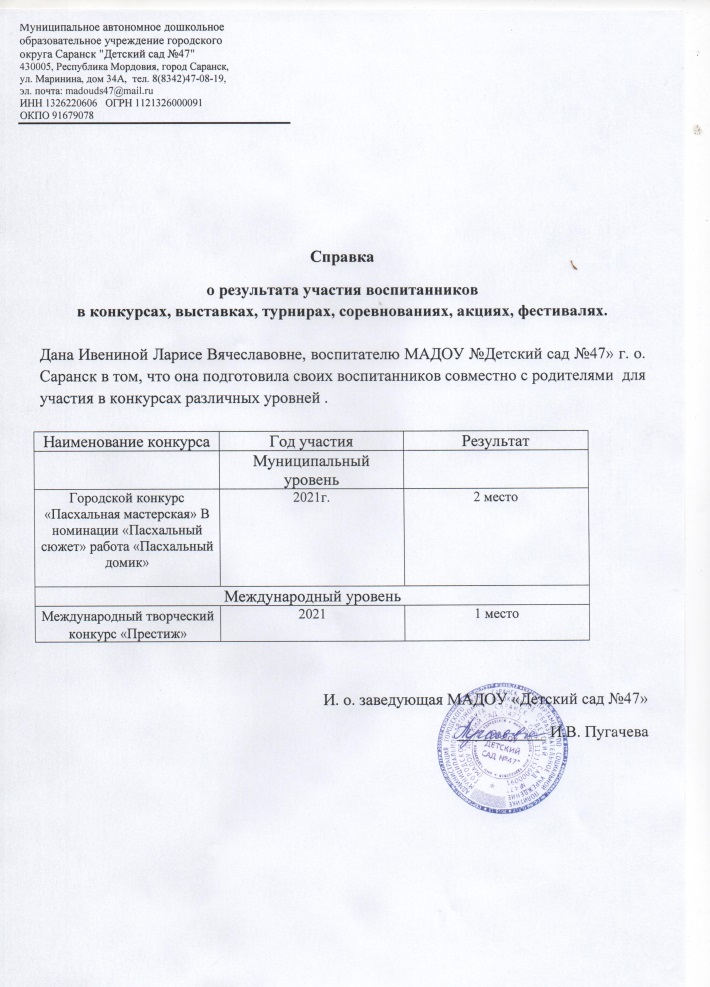 Муниципальное автономное дошкольное
образовательное учреждение городского
округа Саранск "Детский сад №47"
430005, Республика Мордовия, город Саранск,
ул. Маринина, дом 34А, тел. 8(8342)47-08-19,
эл. почта: madouds47@mail.ru
ИНН 1326220606 ОГРН 1121326000091
ОКПО 91679078
Справка
о результата участия воспитанников
в конкурсах, выставках, турнирах, соревнованиях, акциях, фестивалях.
Дана Ивениной Ларисе Вячеславовне, воспитателю МАДОУ №Детский сад №47» г. о.
Саранск в том, что она подготовила своих воспитанников совместно с родителями для
участия в конкурсах различных уровней .
Наименование конкурса Год участия Результат
Муниципальный
уровень
Городской конкурс 2021г. 2 место
«Пасхальная мастерская» В
номинации «Пасхальный
сюжет» работа «Пасхальный
домик»
Международный уровень
Международный творческий 2021 1 место
конкурс «Престиж»
И. о. заведующая МАДОУ «Детский сад №47»
И.В. Пугачева
ДЕТСКИЙ
САД №47"